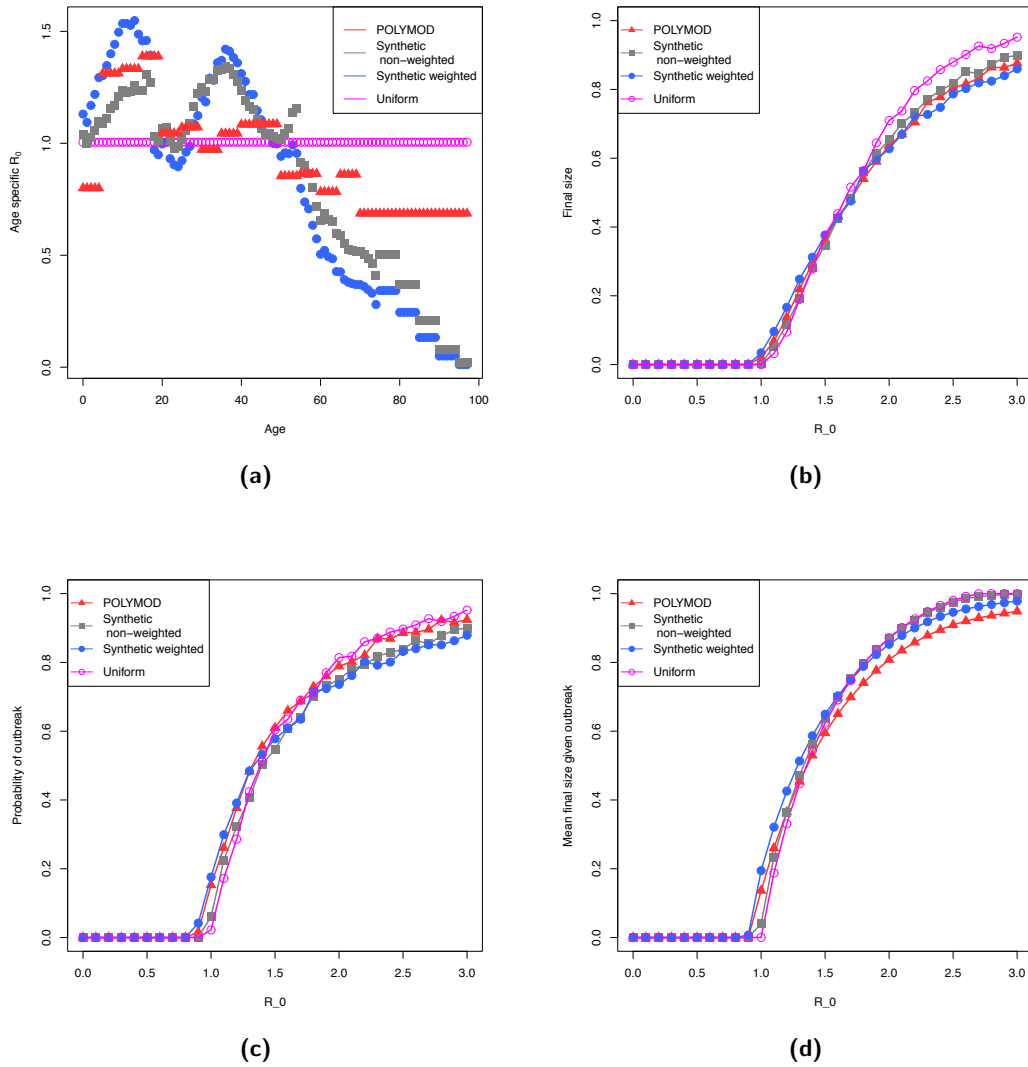 POLYMOD
Synthetic
non-weighted
Synthetic weighted
Uniform
Age specific R₀
1.5
1.0
0.5
0.0
0
20
40
60
80
100
Age
(a)
Final size
1.0
0.8
0.6
0.4
0.2
0.0
POLYMOD
Synthetic
non-weighted
Synthetic weighted
Uniform
0.0
0.5
1.0
1.5
2.0
2.5
3.0
R_0
(b)
Probability of outbreak
1.0
0.8
0.6
0.4
0.2
0.0
POLYMOD
Synthetic
non-weighted
Synthetic weighted
Uniform
0.0
0.5
1.0
1.5
2.0
2.5
3.0
R_0
(c)
Mean final size given outbreak
1.0
0.8
0.6
0.4
0.2
0.0
POLYMOD
Synthetic
non-weighted
Synthetic weighted
Uniform
0.0
0.5
1.0
1.5
2.0
2.5
3.0
R_0
(d)